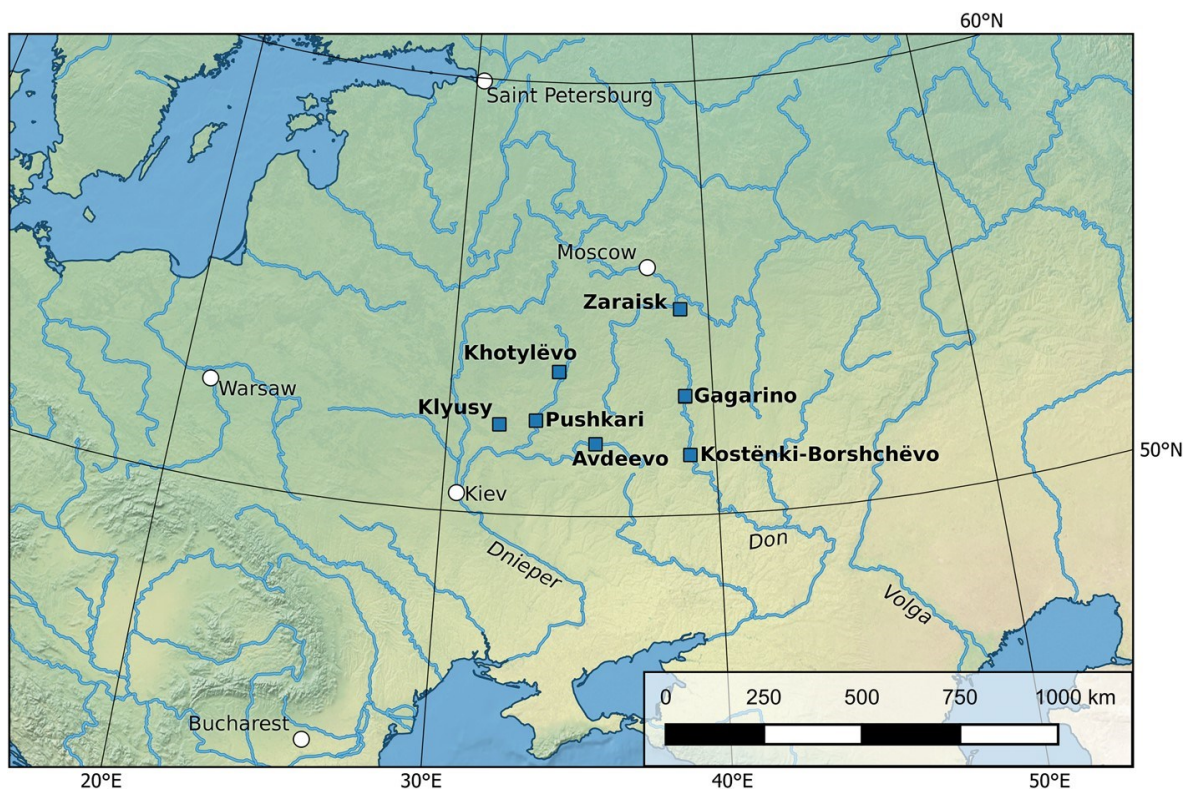 60°N
Saint Petersburg
Moscow
Zaraisk
Khotylëvo
Warsaw
Gagarino
Klyusy
Pushkari
50°N
Avdeevo
Kostënki-Borshchëvo
Kiev
Dnieper
Don
Volga
0 250 500 750 1000 km
Bucharest
20°E 30°E 40°E 50°E